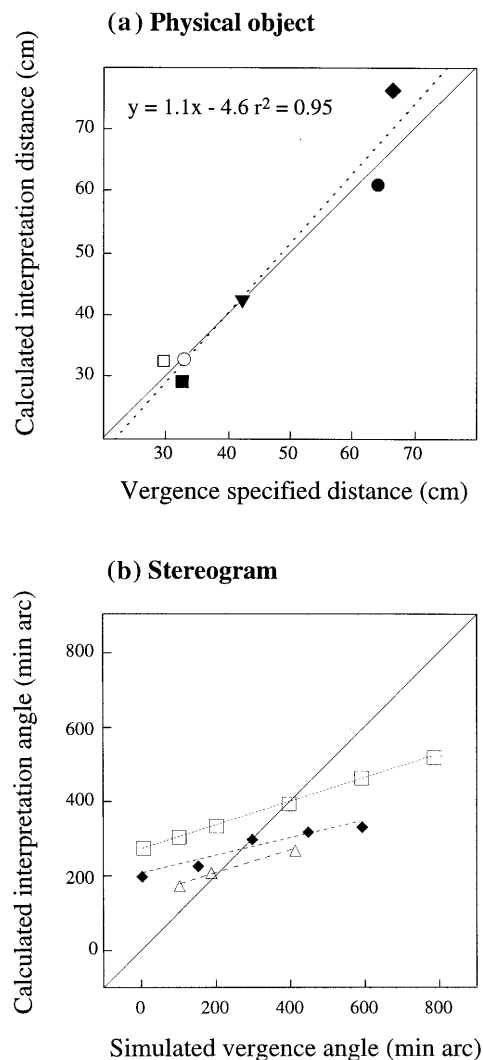 (a) Physical object
Calculated interpretation distance (cm)
y = 1.1x - 4.6 r² = 0.95
70
60
50
40
30
30 40 50 60 70
Vergence specified distance (cm)
(b) Stereogram
Calculated interpretation angle (min arc)
800
600
400
200
0
0 200 400 600 800
Simulated vergence angle (min arc)